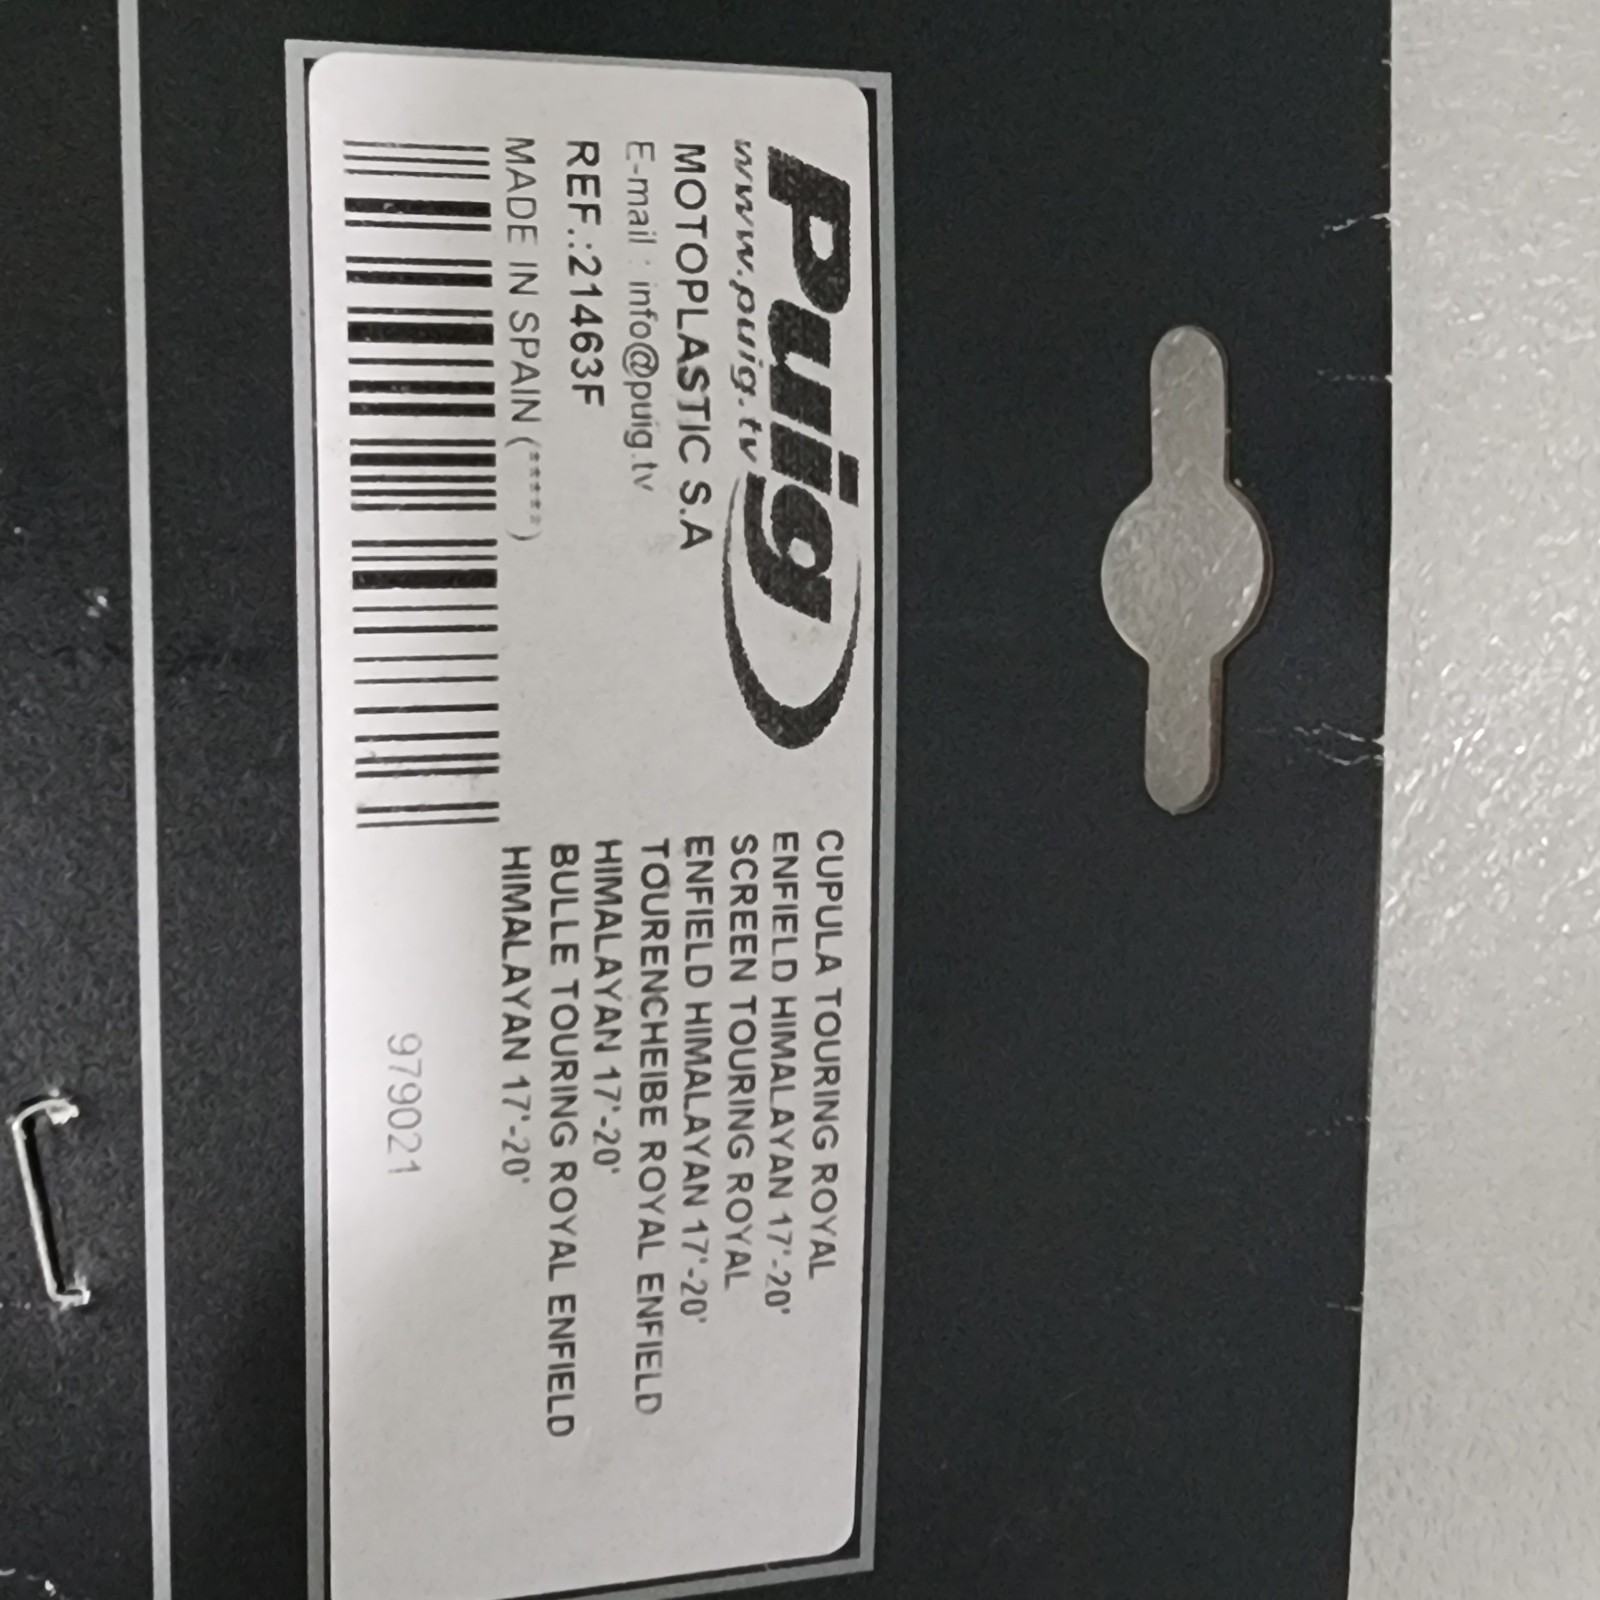 Puig
www.puig.tv
MOTOPLASTIC S.A
E-mail : info@puig.tv
REF.:21463F
MADE IN SPAIN (*****)
CUPULA TOURING ROYAL
ENFIELD HIMALAYAN 17'-20'
SCREEN TOURING ROYAL
ENFIELD HIMALAYAN 17'-20'
TOURENCHEIBE ROYAL ENFIELD
HIMALAYAN 17'-20'
BULLE TOURING ROYAL ENFIELD
HIMALAYAN 17'-20'
979021